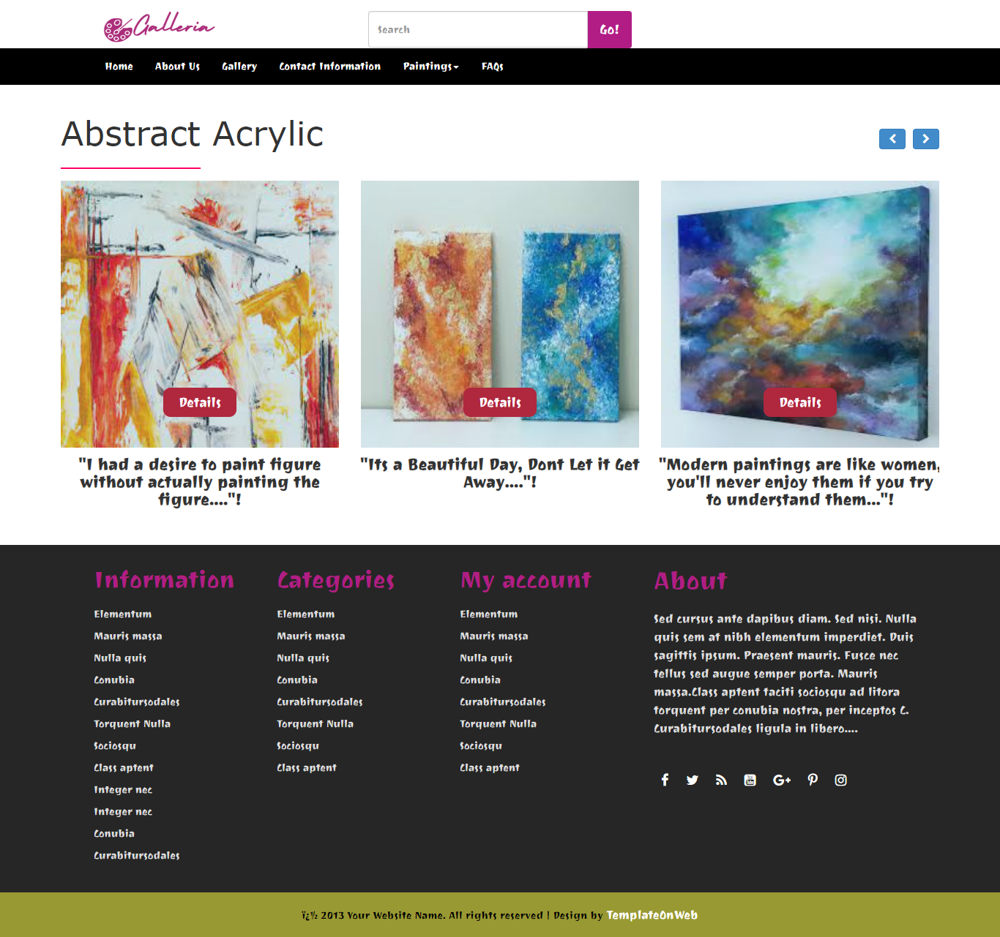 Galleria
Search
Go!
Home About Us Gallery Contact Information Paintings FAQs
Abstract Acrylic
Details
Details
Details
"I had a desire to paint figure
without actually painting the
figure...."!
"Its a Beautiful Day, Dont Let it Get
Away...."!
"Modern paintings are like women,
you'll never enjoy them if you try
to understand them..."!
Information
Elementum
Mauris massa
Nulla quis
Conubia
Curabitursodales
Torquent Nulla
Sociosqu
Class aptent
Integer nec
Integer nec
Conubia
Curabitursodales
Categories
Elementum
Mauris massa
Nulla quis
Conubia
Curabitursodales
Torquent Nulla
Sociosqu
Class aptent
My account
Elementum
Mauris massa
Nulla quis
Conubia
Curabitursodales
Torquent Nulla
Sociosqu
Class aptent
About
Sed cursus ante dapibus diam. Sed nisi. Nulla
quis sem at nibh elementum imperdiet. Duis
sagittis ipsum. Praesent mauris. Fusce nec
tellus sed augue semper porta. Mauris
massa.Class aptent taciti sociosqu ad litora
torquent per conubia nostra, per inceptos C.
Curabitursodales ligula in libero....
ï¿½ 2013 Your Website Name. All rights reserved | Design by TemplateOnWeb